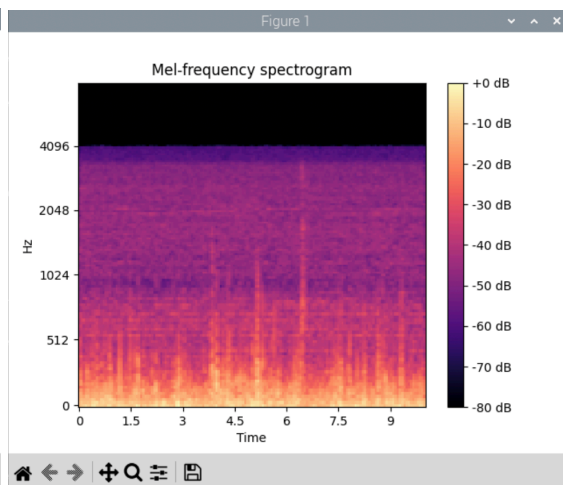 Figure 1
Mel-frequency spectrogram
+0 dB
-10 dB
-20 dB
-30 dB
-40 dB
-50 dB
-60 dB
-70 dB
-80 dB
4096
2048
1024
512
0
Hz
0 1.5 3 4.5 6 7.5 9
Time